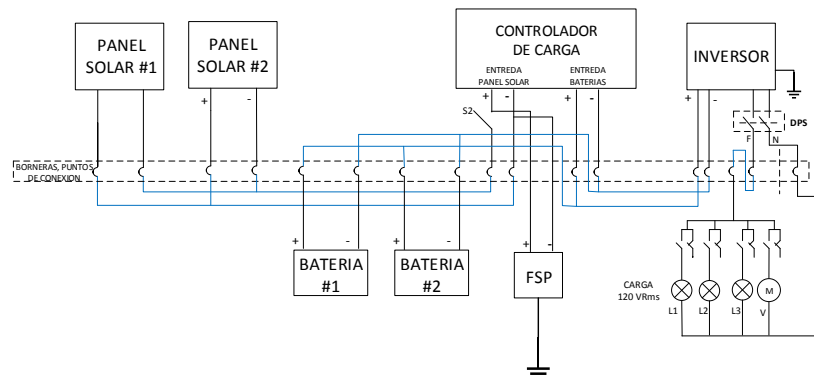 PANEL
SOLAR #1
PANEL
SOLAR #2
+
-
CONTROLADOR
DE CARGA
ENTREDA
PANEL SOLAR
ENTREDA
BATERIAS
+
-
+
-
S2
INVERSOR
+
-
DPS
F
N
BORNERAS, PUNTOS
DE CONEXION
+
-
BATERIA
#1
+
-
BATERIA
#2
+
-
FSP
CARGA
120 VRms
L1
L2
L3
M
V